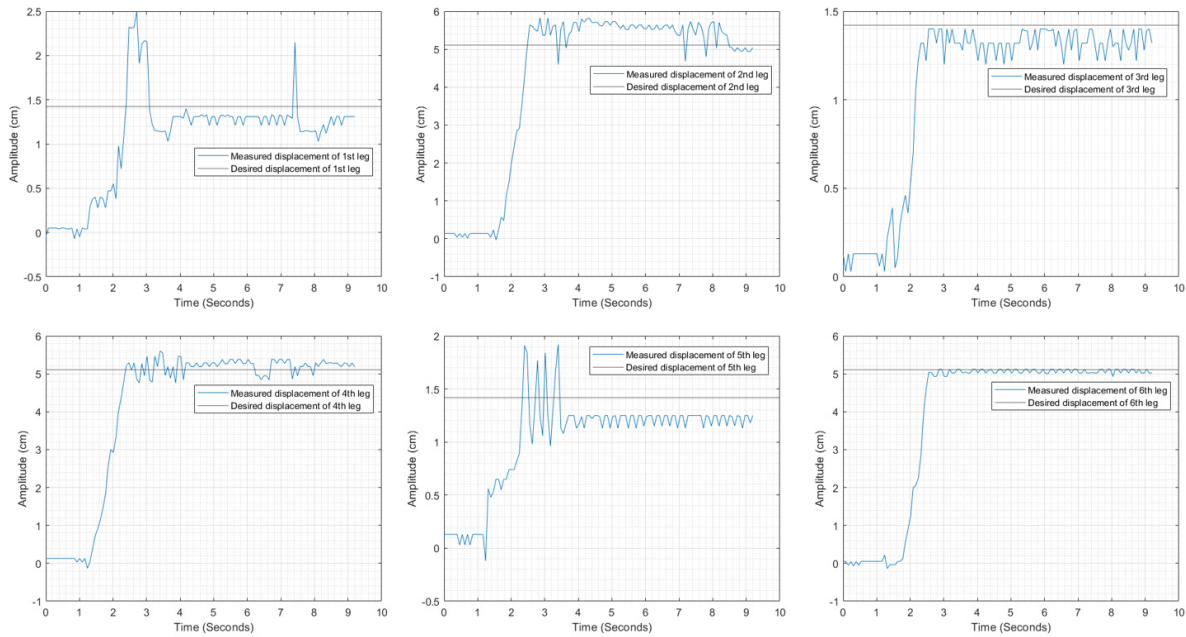 2.5
2
1.5
1
0.5
0
-0.5
Amplitude (cm)
Measured displacement of 1st leg
Desired displacement of 1st leg
0 1 2 3 4 5 6 7 8 9 10
Time (Seconds)
6
5
4
3
2
1
0
-1
Amplitude (cm)
Measured displacement of 2nd leg
Desired displacement of 2nd leg
0 1 2 3 4 5 6 7 8 9 10
Time (Seconds)
1.5
1
0.5
0
Amplitude (cm)
Measured displacement of 3rd leg
Desired displacement of 3rd leg
0 1 2 3 4 5 6 7 8 9 10
Time (Seconds)
6
5
4
3
2
1
0
-1
Amplitude (cm)
Measured displacement of 4th leg
Desired displacement of 4th leg
0 1 2 3 4 5 6 7 8 9 10
Time (Seconds)
2
1.5
1
0.5
0
-0.5
Amplitude (cm)
Measured displacement of 5th leg
Desired displacement of 5th leg
0 1 2 3 4 5 6 7 8 9 10
Time (Seconds)
6
5
4
3
2
1
0
-1
Amplitude (cm)
Measured displacement of 6th leg
Desired displacement of 6th leg
0 1 2 3 4 5 6 7 8 9 10
Time (Seconds)